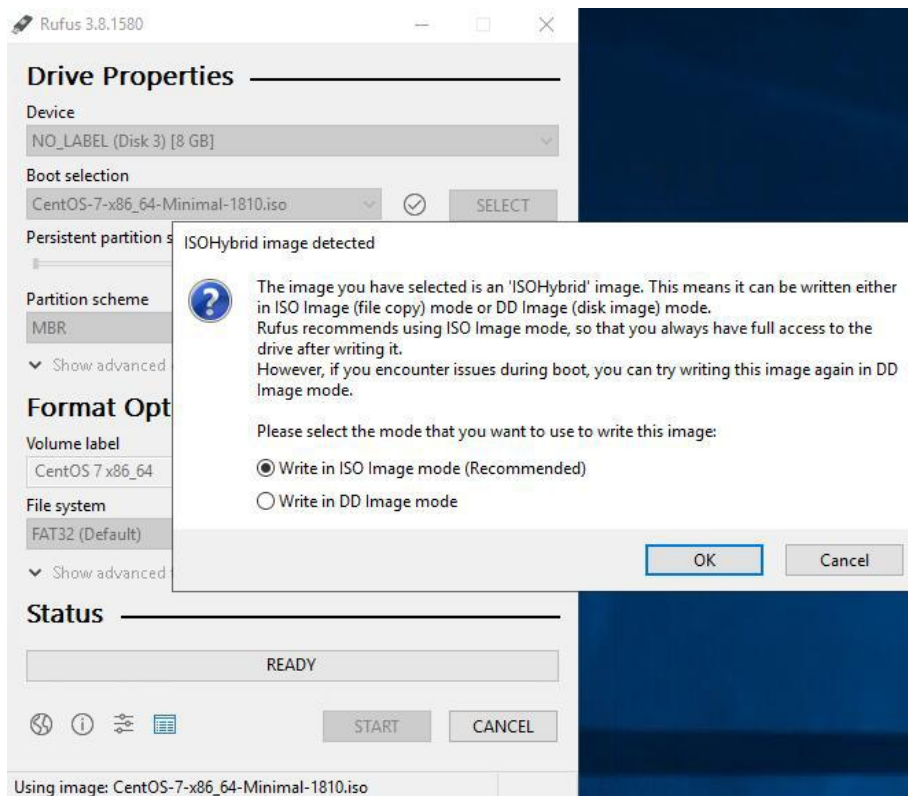 Rufus 3.8.1580
Drive Properties
Device
NO_LABEL (Disk 3) [8 GB]
Boot selection
CentOS-7-x86_64-Minimal-1810.iso
SELECT
Persistent partition s
ISOHybrid image detected
The image you have selected is an 'ISOHybrid' image. This means it can be written either
in ISO Image (file copy) mode or DD Image (disk image) mode.
Rufus recommends using ISO Image mode, so that you always have full access to the
drive after writing it.
However, if you encounter issues during boot, you can try writing this image again in DD
Image mode.
Please select the mode that you want to use to write this image:
Write in ISO Image mode (Recommended)
Write in DD Image mode
OK
Cancel
Partition scheme
MBR
Show advanced
Format Opt
Volume label
CentOS 7 x86_64
File system
FAT32 (Default)
Show advanced f
Status
READY
START
CANCEL
Using image: CentOS-7-x86_64-Minimal-1810.iso